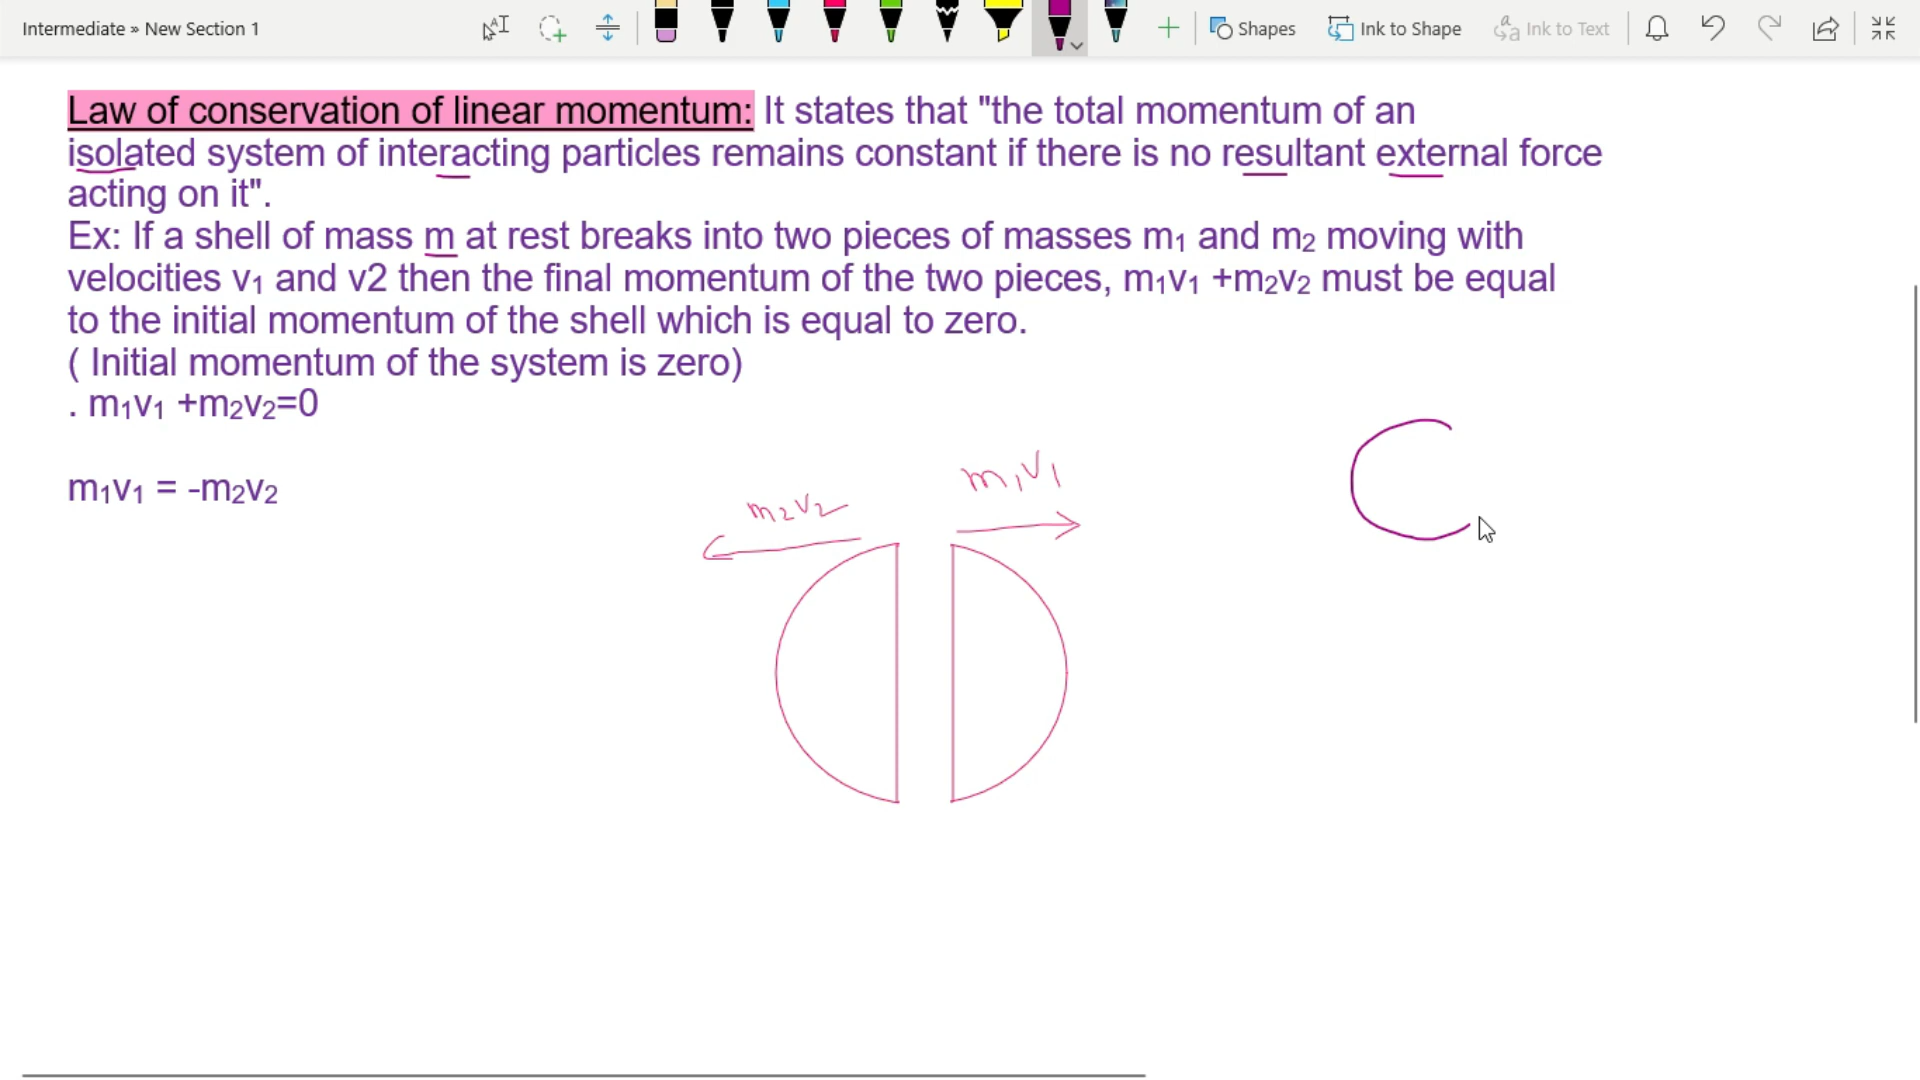 Intermediate » New Section 1
Shapes
Ink to Shape
Ink to Text
Law of conservation of linear momentum: It states that "the total momentum of an
isolated system of interacting particles remains constant if there is no resultant external force
acting on it".
Ex: If a shell of mass m at rest breaks into two pieces of masses m₁ and m₂ moving with
velocities v₁ and v2 then the final momentum of the two pieces, m₁v₁ +m₂v₂ must be equal
to the initial momentum of the shell which is equal to zero.
( Initial momentum of the system is zero)
. m₁v₁ +m₂v₂=0
m₁v₁ = -m₂v₂
m₂v₂
m₁v₁